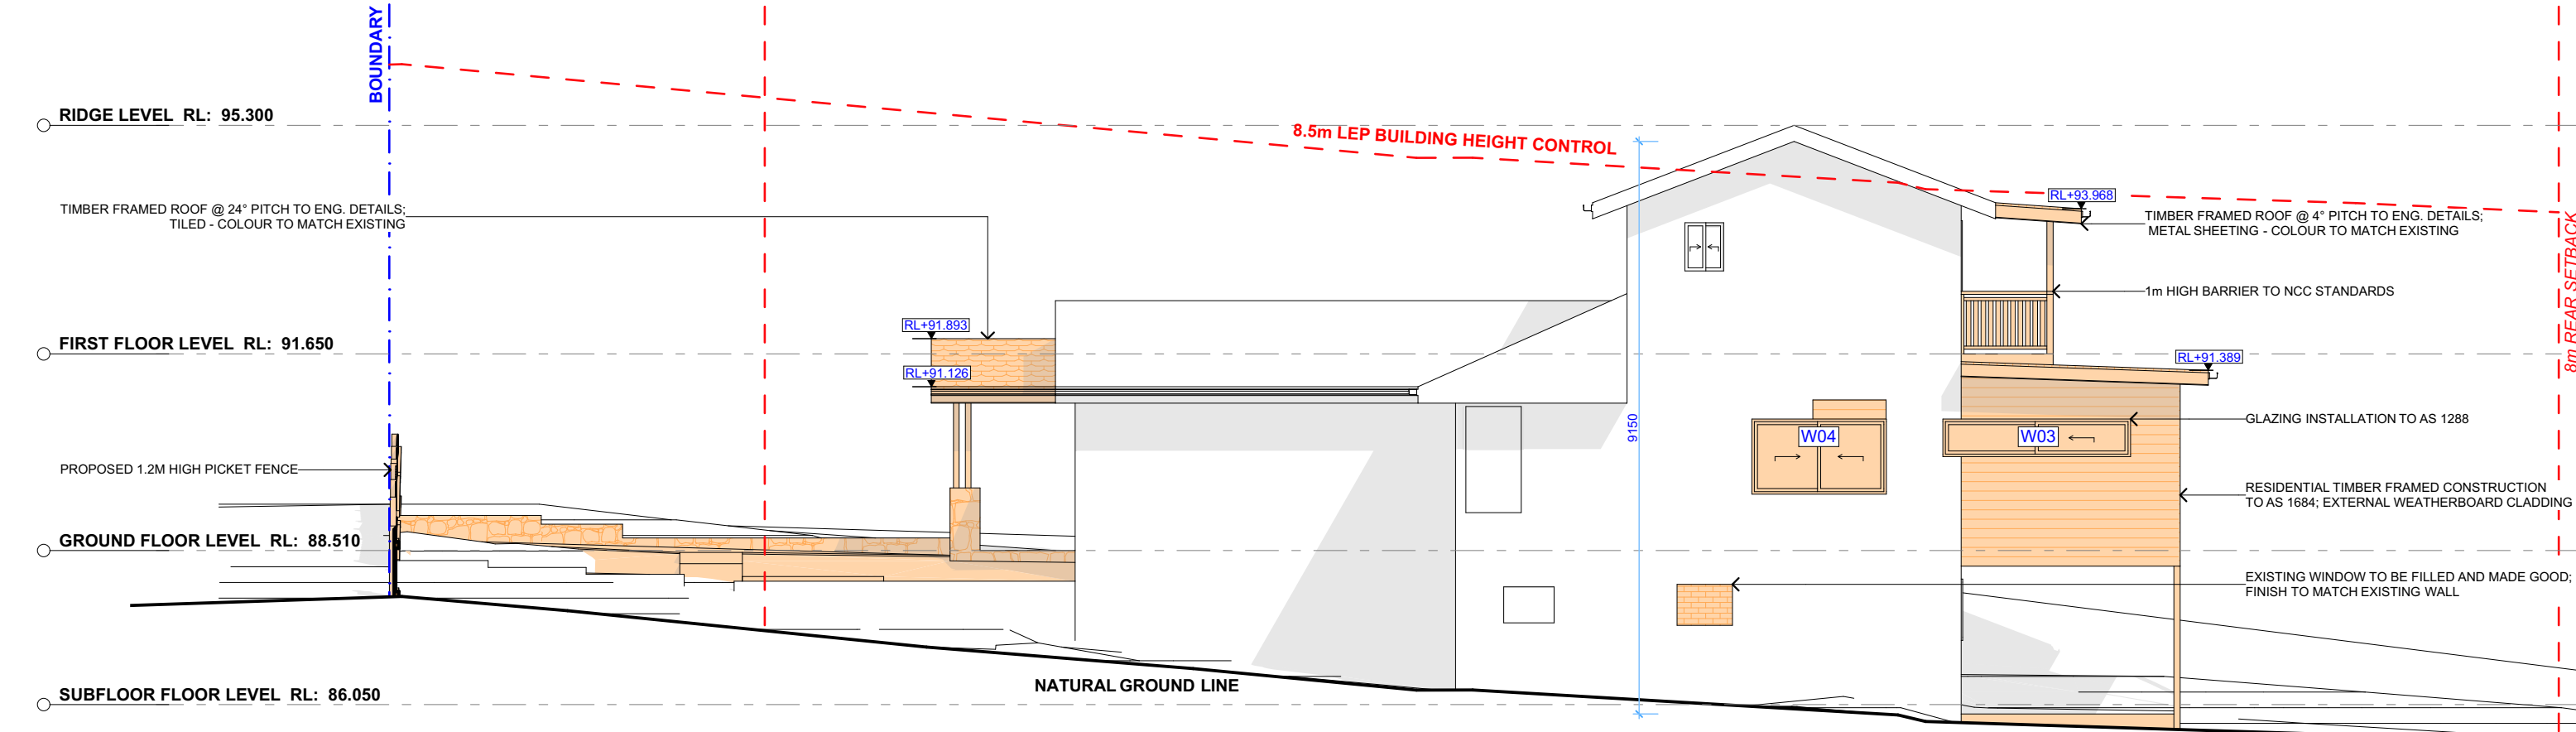 BOUNDARY
RIDGE LEVEL RL: 95.300
8.5m LEP BUILDING HEIGHT CONTROL
RL+93.968
TIMBER FRAMED ROOF @ 24° PITCH TO ENG. DETAILS;
TILED - COLOUR TO MATCH EXISTING
TIMBER FRAMED ROOF @ 4° PITCH TO ENG. DETAILS;
METAL SHEETING - COLOUR TO MATCH EXISTING
8m REAR SETBACK
1m HIGH BARRIER TO NCC STANDARDS
RL+91.893
FIRST FLOOR LEVEL RL: 91.650
RL+91.389
RL+91.126
GLAZING INSTALLATION TO AS 1288
9150
W04
W03
PROPOSED 1.2M HIGH PICKET FENCE
RESIDENTIAL TIMBER FRAMED CONSTRUCTION
TO AS 1684; EXTERNAL WEATHERBOARD CLADDING
GROUND FLOOR LEVEL RL: 88.510
EXISTING WINDOW TO BE FILLED AND MADE GOOD;
FINISH TO MATCH EXISTING WALL
NATURAL GROUND LINE
SUBFLOOR FLOOR LEVEL RL: 86.050